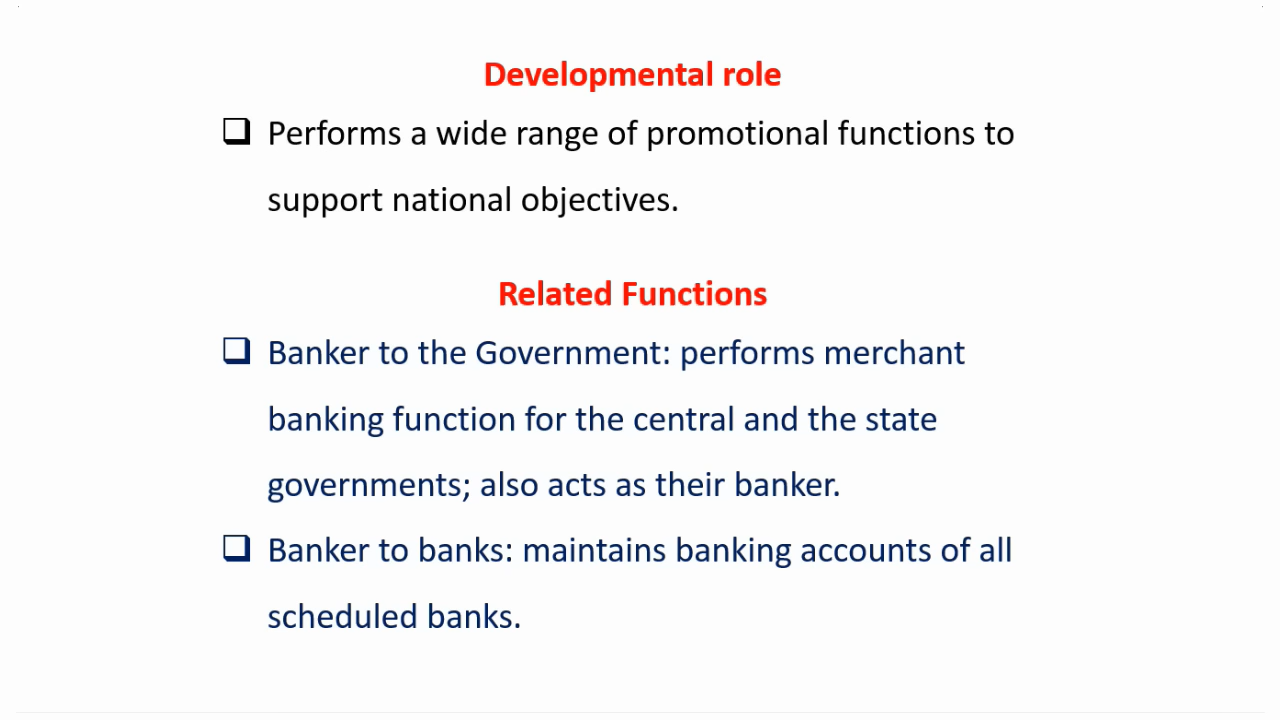 Developmental role
❑ Performs a wide range of promotional functions to
support national objectives.
Related Functions
❑ Banker to the Government: performs merchant
banking function for the central and the state
governments; also acts as their banker.
❑ Banker to banks: maintains banking accounts of all
scheduled banks.